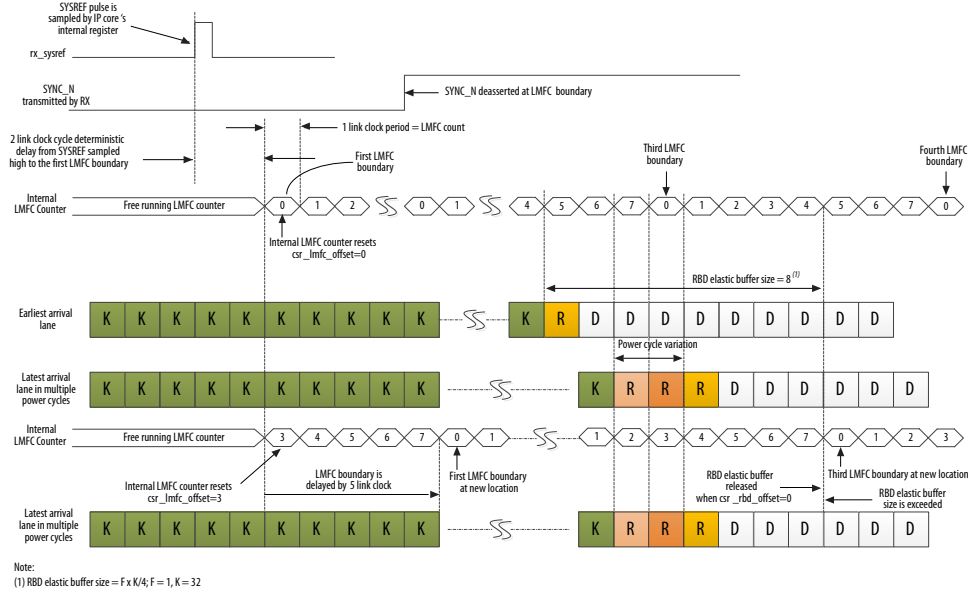 SYSREF pulse is
sampled by IP core's
internal register
rx_sysref
SYNC_N
transmitted by RX
SYNC_N deasserted at LMFC boundary
1 link clock period = LMFC count
2 link clock cycle deterministic
delay from SYSREF sampled
high to the first LMFC boundary
First LMFC
boundary
Third LMFC
boundary
Fourth LMFC
boundary
Internal
LMFC Counter
Free running LMFC counter
0 1 2 0 1 4 5 6 7 0 1 2 3 4 5 6 7 0
Internal LMFC counter resets
csr_lmfc_offset=0
RBD elastic buffer size = 8 (1)
Earliest arrival
lane
K K K K K K K K K K K R D D D D D D D D D
Power cycle variation
Latest arrival
lane in multiple
power cycles
K K K K K K K K K K K R R R D D D D D D
Internal
LMFC Counter
Free running LMFC counter
3 4 5 6 7 0 1 1 2 3 4 5 6 7 0 1 2 3
Internal LMFC counter resets
csr_lmfc_offset=3
LMFC boundary is
delayed by 5 link clock
First LMFC boundary
at new location
RBD elastic buffer
released
when csr_rbd_offset=0
Third LMFC boundary at new location
RBD elastic buffer
size is exceeded
Latest arrival
lane in multiple
power cycles
K K K K K K K K K K K R R R D D D D D D
Note:
(1) RBD elastic buffer size = F x K/4; F = 1, K = 32